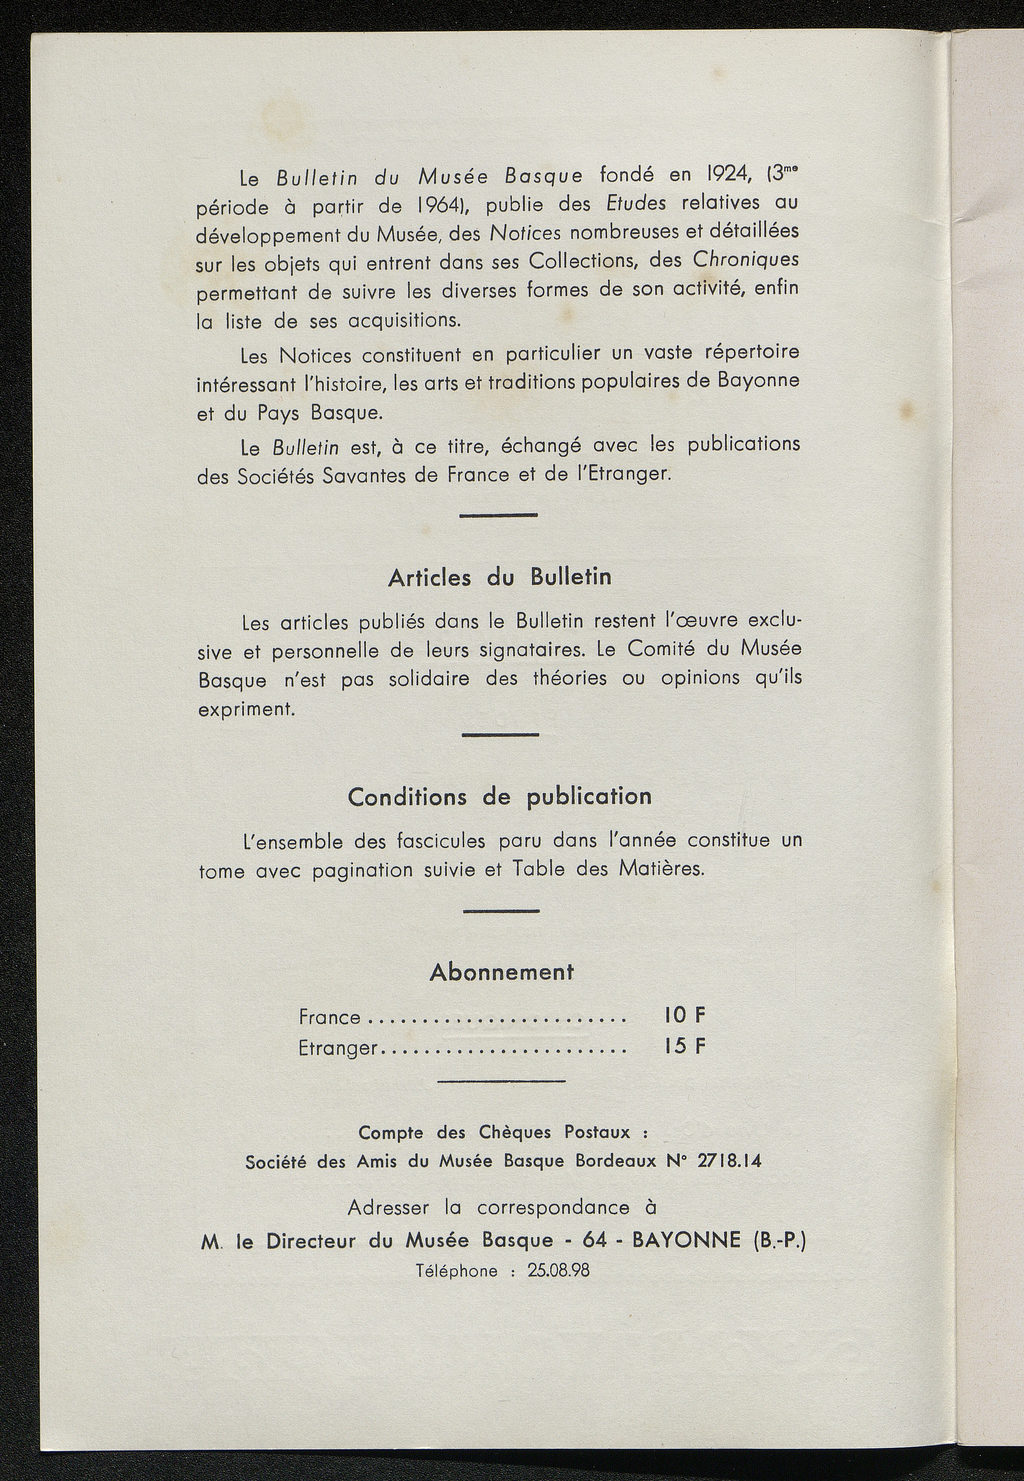 Le Bulletin du Musée Basque fondé en 1924, (3me
période à partir de 1964), publie des Etudes relatives au
développement du Musée, des Notices nombreuses et détaillées
sur les objets qui entrent dans ses Collections, des Chroniques
permettant de suivre les diverses formes de son activité, enfin
la liste de ses acquisitions.
Les Notices constituent en particulier un vaste répertoire
intéressant l'histoire, les arts et traditions populaires de Bayonne
et du Pays Basque.
Le Bulletin est, à ce titre, échangé avec les publications
des Sociétés Savantes de France et de l'Etranger.
Articles du Bulletin
Les articles publiés dans le Bulletin restent l'œuvre exclu-
sive et personnelle de leurs signataires. Le Comité du Musée
Basque n'est pas solidaire des théories ou opinions qu'ils
expriment.
Conditions de publication
L'ensemble des fascicules paru dans l'année constitue un
tome avec pagination suivie et Table des Matières.
Abonnement
France ........................ 10 F
Etranger....................... 15 F
Compte des Chèques Postaux :
Société des Amis du Musée Basque Bordeaux N° 2718.14
Adresser la correspondance à
M. le Directeur du Musée Basque - 64 - BAYONNE (B.-P.)
Téléphone : 25.08.98